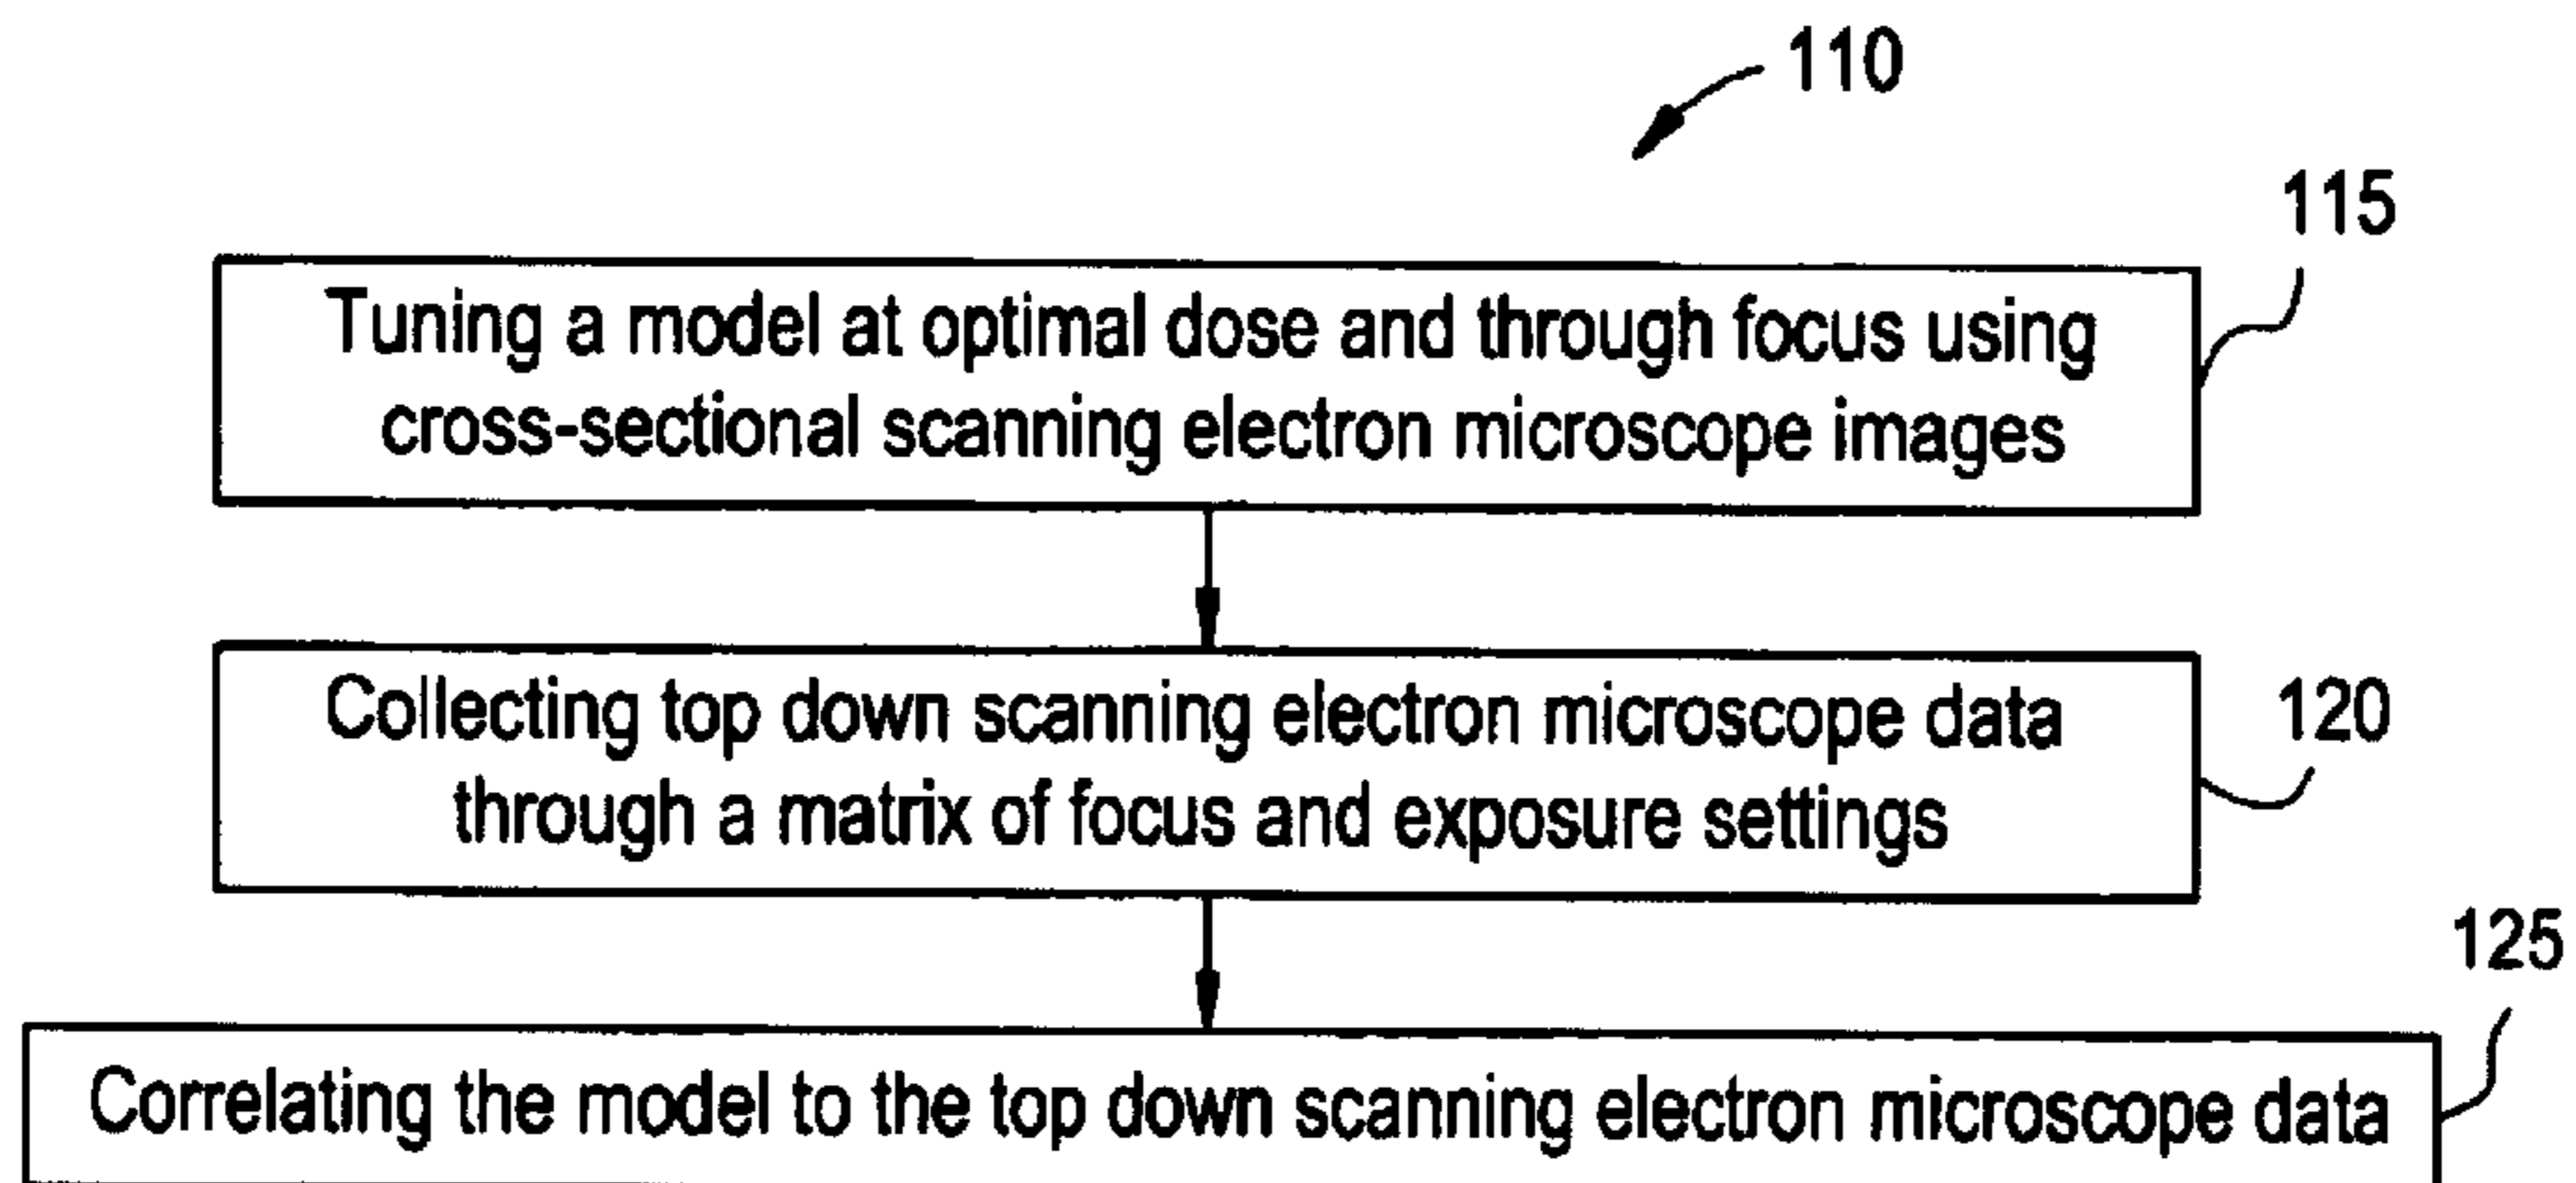 110
115
Tuning a model at optimal dose and through focus using
cross-sectional scanning electron microscope images
120
Collecting top down scanning electron microscope data
through a matrix of focus and exposure settings
125
Correlating the model to the top down scanning electron microscope data